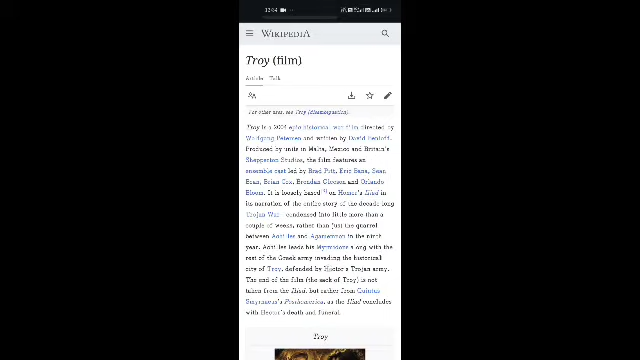 12:04
WIKIPEDIA
Troy (film)
Article Talk
For other uses, see Troy (disambiguation).
Troy is a 2004 epic historical war film directed by
Wolfgang Petersen and written by David Benioff.
Produced by units in Malta, Mexico and Britain's
Shepperton Studios, the film features an
ensemble cast led by Brad Pitt, Eric Bana, Sean
Bean, Brian Cox, Brendan Gleeson and Orlando
Bloom. It is loosely based on Homer's Iliad in
its narration of the entire story of the decade long
Trojan War condensed into little more than a
couple of weeks, rather than just the quarrel
between Achilles and Agamemnon in the ninth
year. Achilles leads his Myrmidons along with the
rest of the Greek army invading the historical
city of Troy, defended by Hector's Trojan army.
The end of the film (the sack of Troy) is not
taken from the Iliad, but rather from Quintus
Smyrnaeus's Posthomerica, as the Iliad concludes
with Hector's death and funeral.
Troy